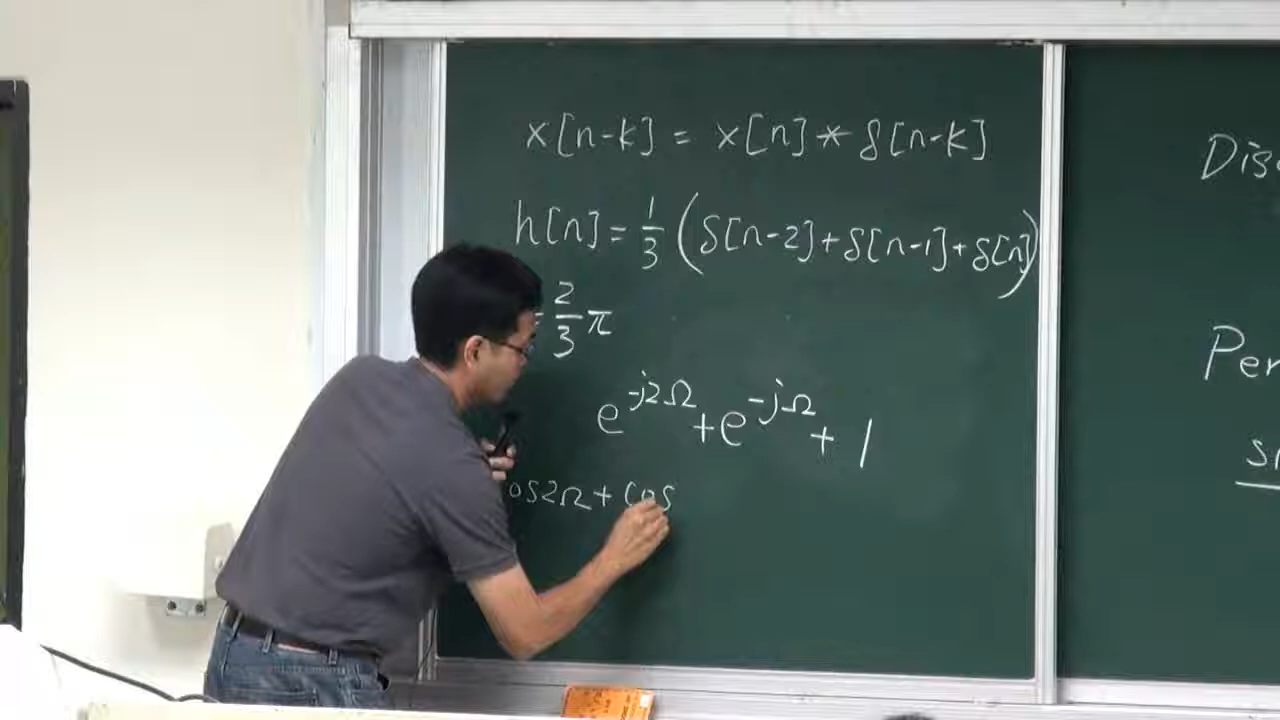 x[n-k] = x[n] * δ[n-k]
h[n] = 1/3 (δ[n-2] + δ[n-1] + δ[n])
= 2/3 π
e^{-j2Ω} + e^{-jΩ} + 1
os2Ω + cos
Dis
Per